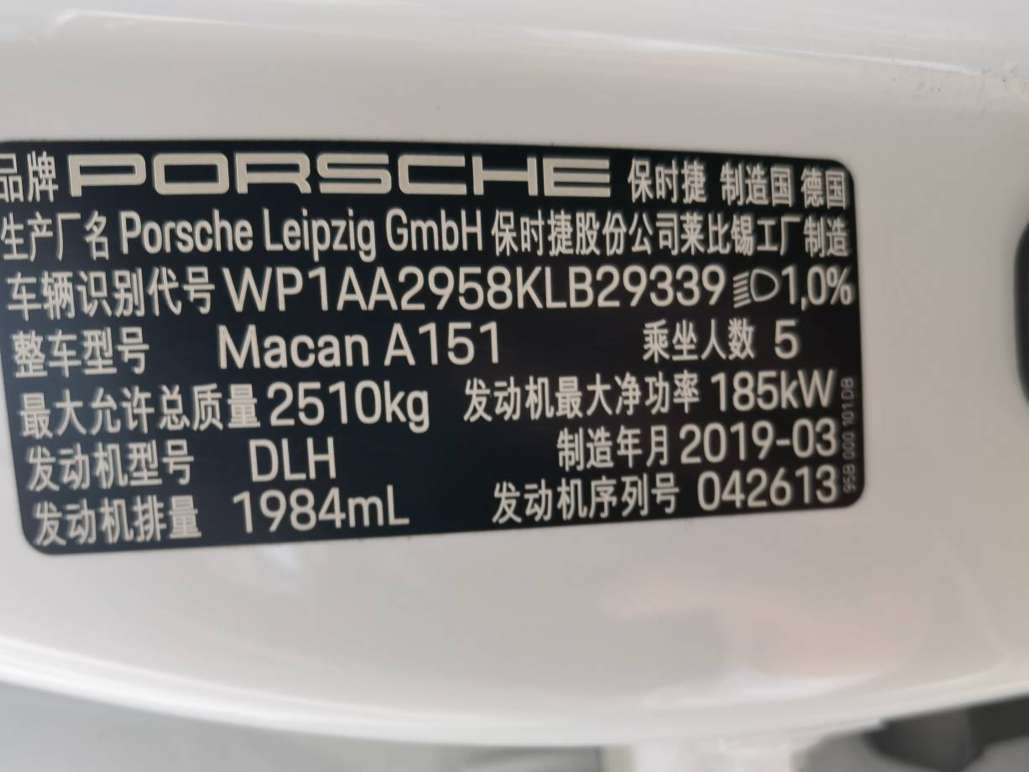 品牌 PORSCHE 保时捷 制造国 德国
生产厂名 Porsche Leipzig GmbH 保时捷股份公司莱比锡工厂制造
车辆识别代号 WP1AA2958KLB29339 1,0%
整车型号 Macan A151 乘坐人数 5
最大允许总质量 2510kg 发动机最大净功率 185kW
发动机型号 DLH 制造年月 2019-03
发动机排量 1984mL 发动机序列号 042613
95B 000 101 DB